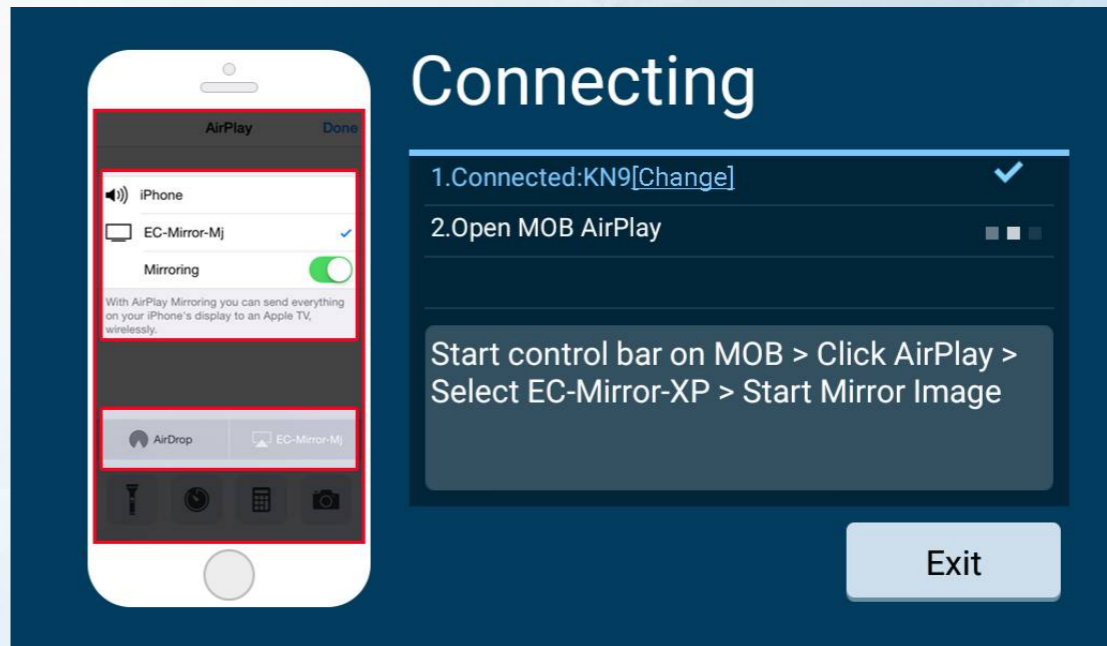 AirPlay
Done
iPhone
EC-Mirror-Mj
Mirroring
With AirPlay Mirroring you can send everything
on your iPhone's display to an Apple TV,
wirelessly.
AirDrop
EC-Mirror-Mj
Connecting
1.Connected:KN9[Change]
2.Open MOB AirPlay
Start control bar on MOB > Click AirPlay >
Select EC-Mirror-XP > Start Mirror Image
Exit